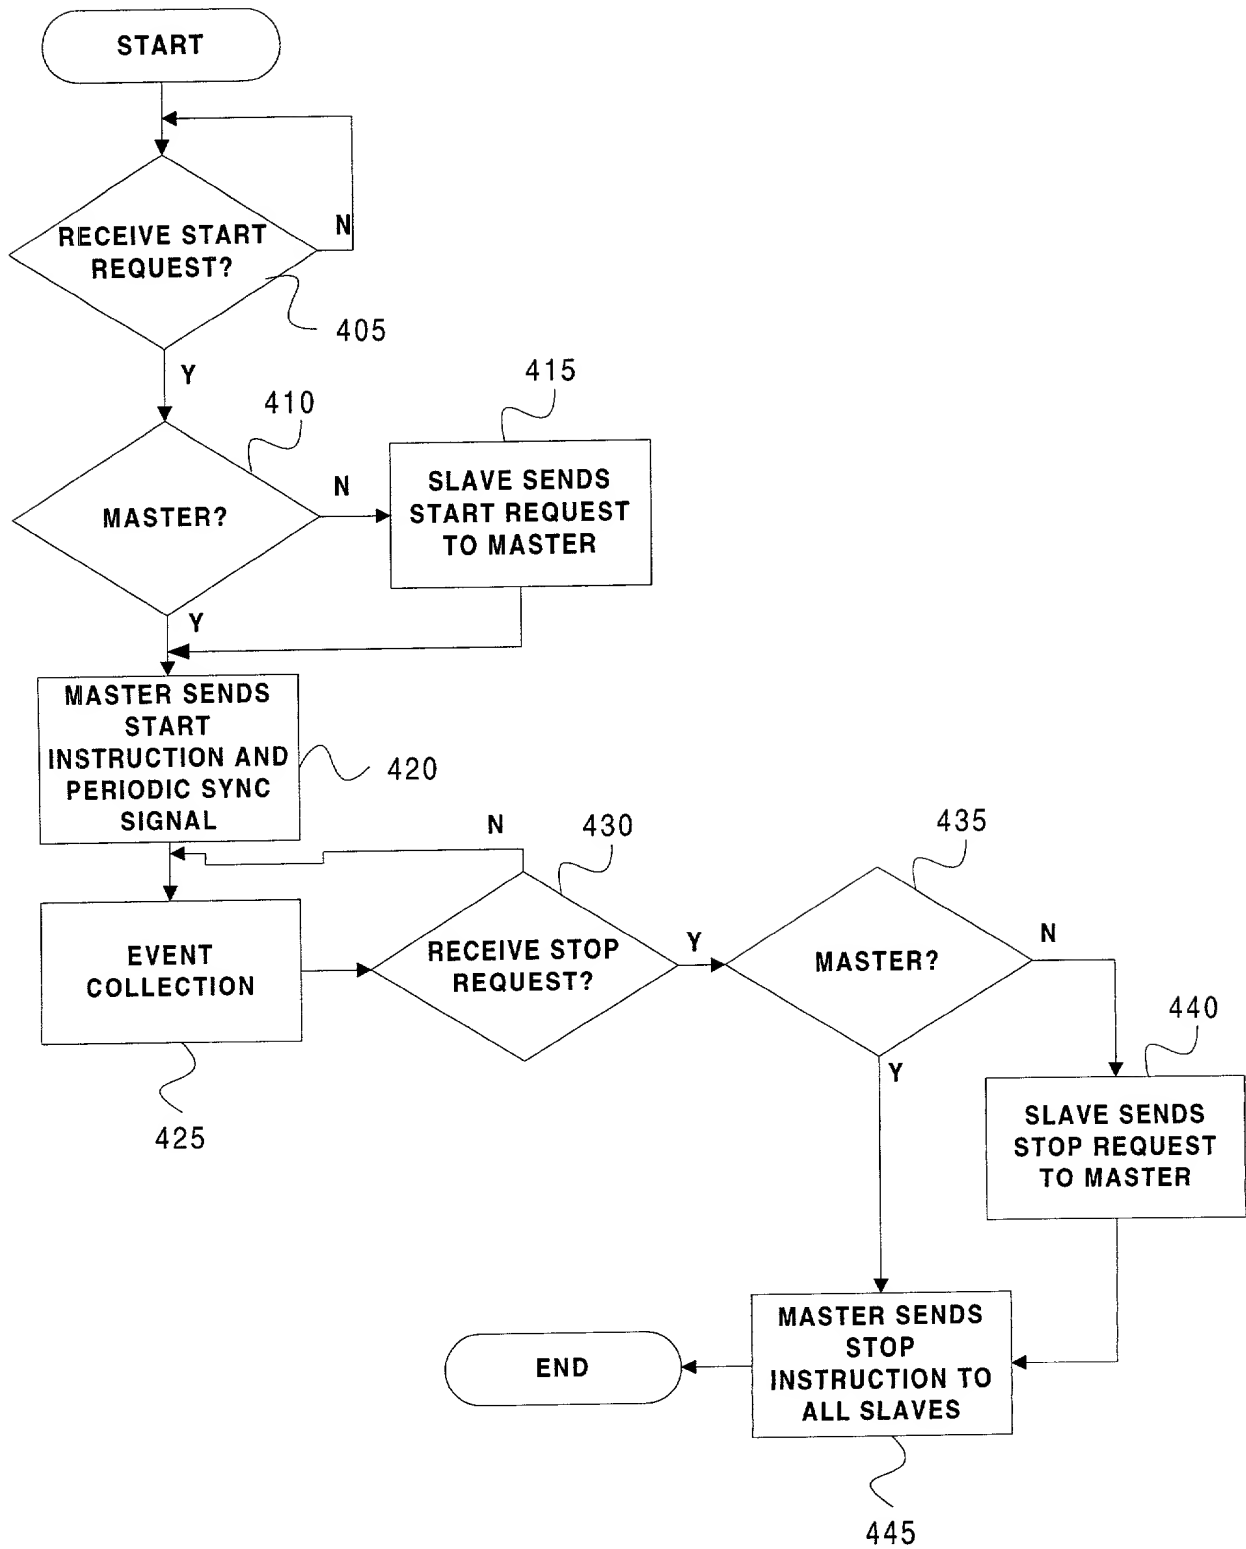 START
N
RECEIVE START
REQUEST?
405
Y
410
415
MASTER?
N
SLAVE SENDS
START REQUEST
TO MASTER
Y
MASTER SENDS
START
INSTRUCTION AND
PERIODIC SYNC
SIGNAL
420
N
430
435
EVENT
COLLECTION
425
RECEIVE STOP
REQUEST?
Y
MASTER?
N
440
Y
SLAVE SENDS
STOP REQUEST
TO MASTER
END
MASTER SENDS
STOP
INSTRUCTION TO
ALL SLAVES
445